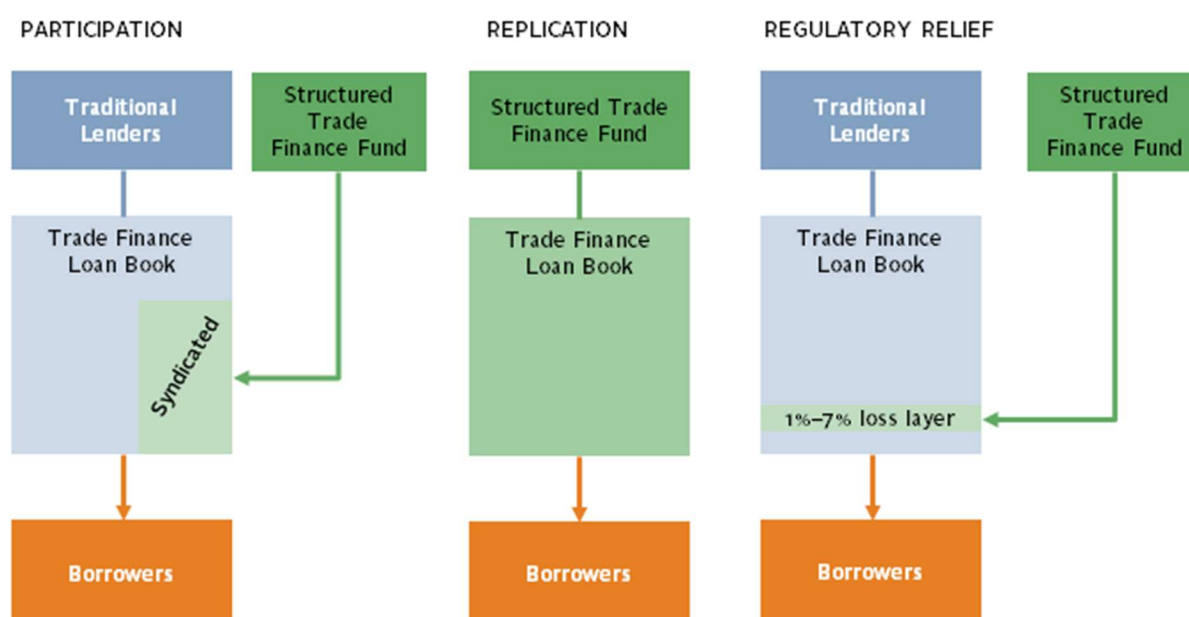 PARTICIPATION
Traditional
Lenders
Structured
Trade
Finance Fund
Trade Finance
Loan Book
Syndicated
Borrowers
REPLICATION
Structured Trade
Finance Fund
Trade Finance
Loan Book
Borrowers
REGULATORY RELIEF
Traditional
Lenders
Structured
Trade
Finance Fund
Trade Finance
Loan Book
1%–7% loss layer
Borrowers